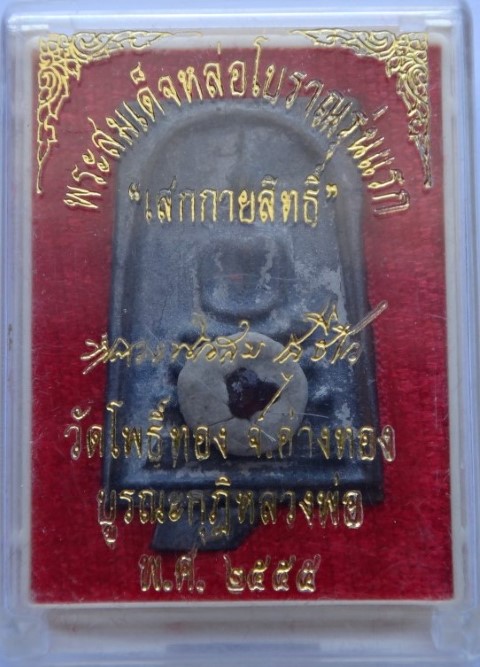 พระสมเด็จหล่อโบราณรุ่นแรก
"เสกกายสิทธิ์"
วัดโพธิ์ทอง จ.อ่างทอง
บูรณะกุฏิหลวงพ่อ
พ.ศ. ๒๕๕๕